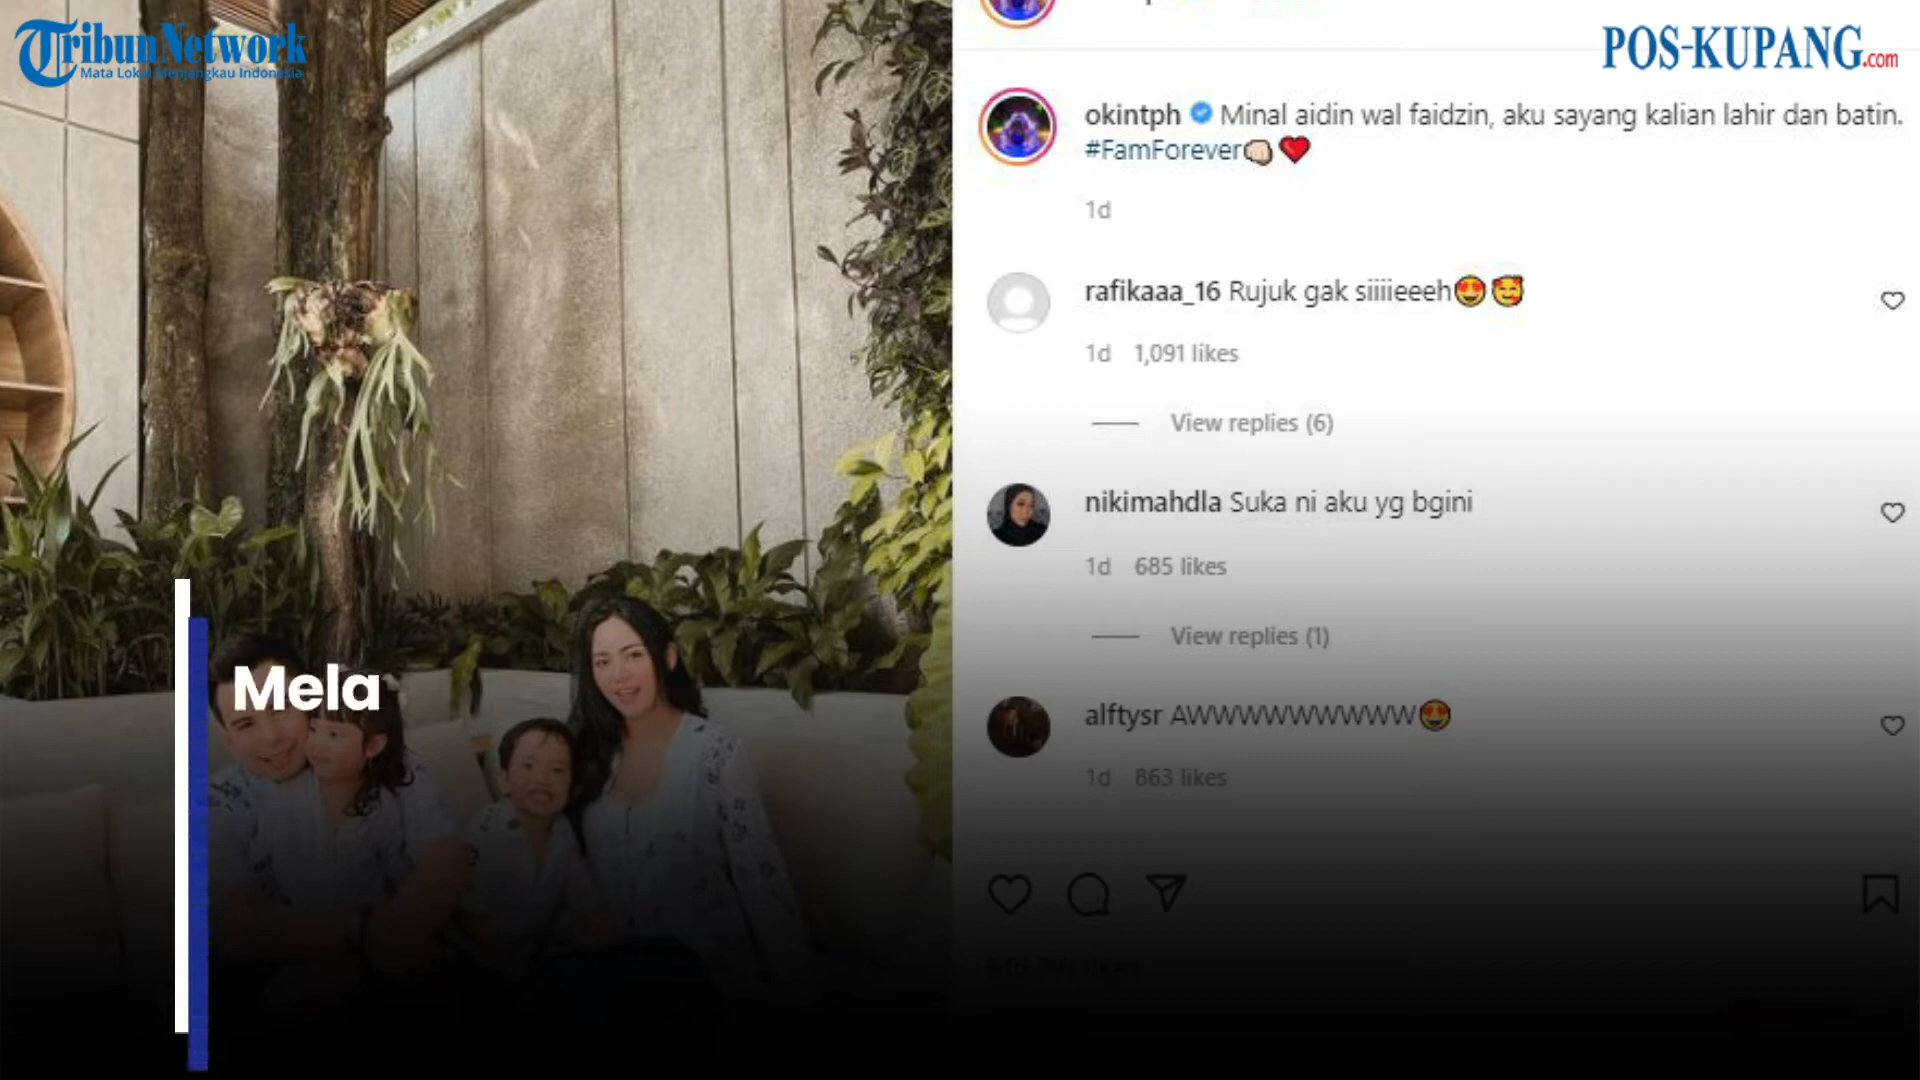 TribunNetwork
Mata Lokal Menjangkau Indonesia
POS-KUPANG.com
okintph Minal aidin wal faidzin, aku sayang kalian lahir dan batin.
#FamForever👊🏻❤️
1d
rafikaaa_16 Rujuk gak siiiieeeh😍🥰
1d 1,091 likes
View replies (6)
nikimahdla Suka ni aku yg bgini
1d 685 likes
View replies (1)
alftysr AWWWWWWWWW😍
1d 863 likes
Mela